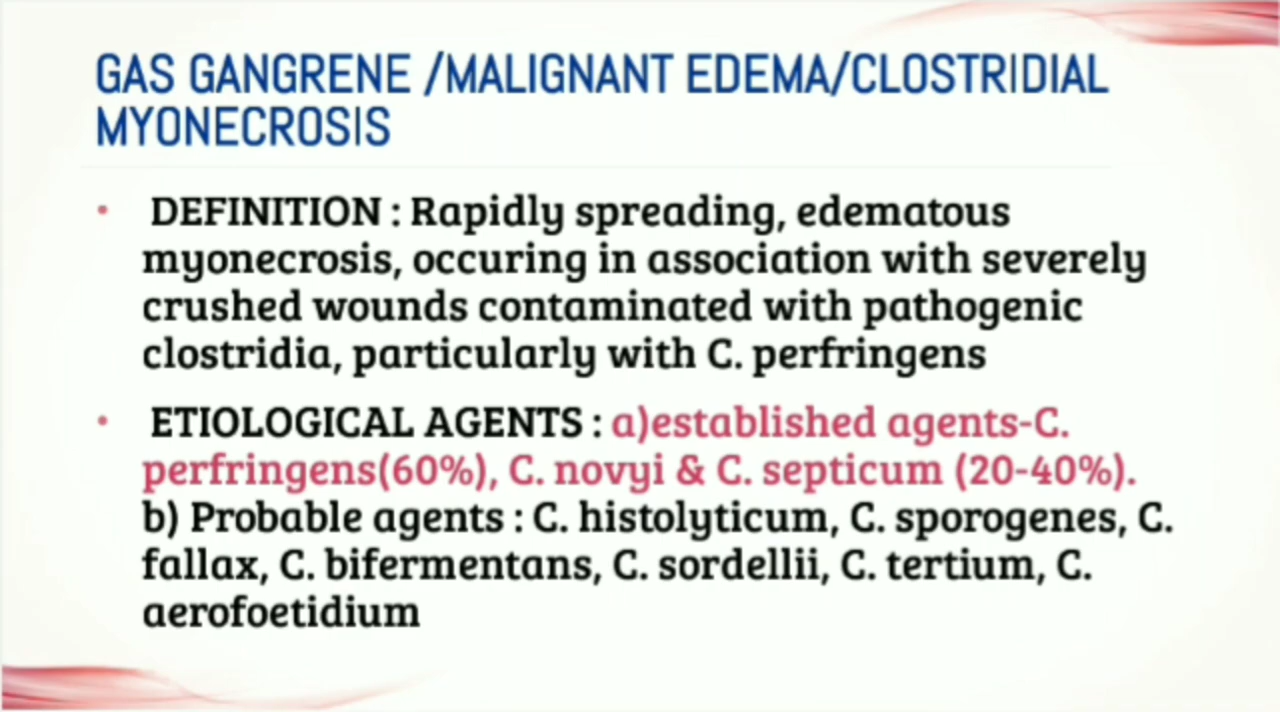 GAS GANGRENE /MALIGNANT EDEMA/CLOSTRIDIAL
MYONECROSIS
• DEFINITION : Rapidly spreading, edematous
myonecrosis, occuring in association with severely
crushed wounds contaminated with pathogenic
clostridia, particularly with C. perfringens
• ETIOLOGICAL AGENTS : a)established agents-C.
perfringens(60%), C. novyi & C. septicum (20-40%).
b) Probable agents : C. histolyticum, C. sporogenes, C.
fallax, C. bifermentans, C. sordellii, C. tertium, C.
aerofoetidium